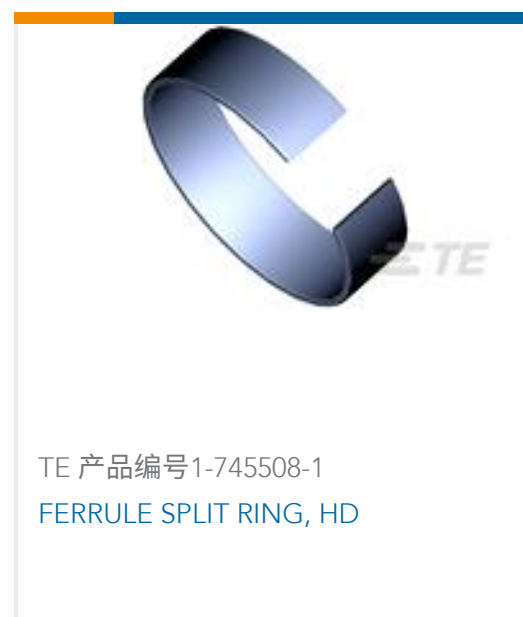 TE
TE 产品编号1-745508-1
FERRULE SPLIT RING, HD